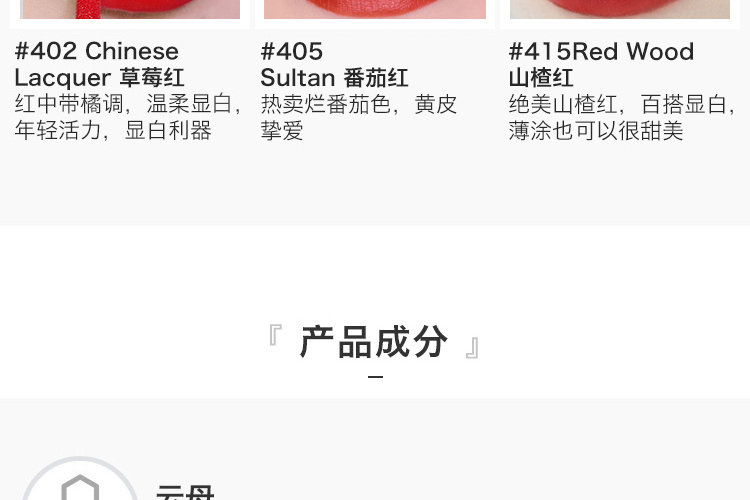 #402 Chinese
Lacquer 草莓红
红中带橘调，温柔显白，
年轻活力，显白利器
#405
Sultan 番茄红
热卖烂番茄色，黄皮
挚爱
#415Red Wood
山楂红
绝美山楂红，百搭显白，
薄涂也可以很甜美
『 产品成分 』
云母